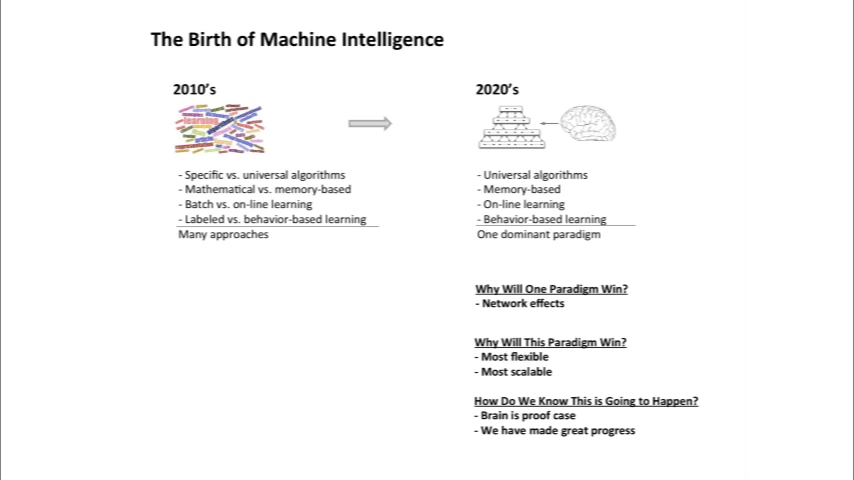 The Birth of Machine Intelligence
2010's
learning
- Specific vs. universal algorithms
- Mathematical vs. memory-based
- Batch vs. on-line learning
- Labeled vs. behavior-based learning
Many approaches
2020's
- Universal algorithms
- Memory-based
- On-line learning
- Behavior-based learning
One dominant paradigm
Why Will One Paradigm Win?
- Network effects
Why Will This Paradigm Win?
- Most flexible
- Most scalable
How Do We Know This is Going to Happen?
- Brain is proof case
- We have made great progress